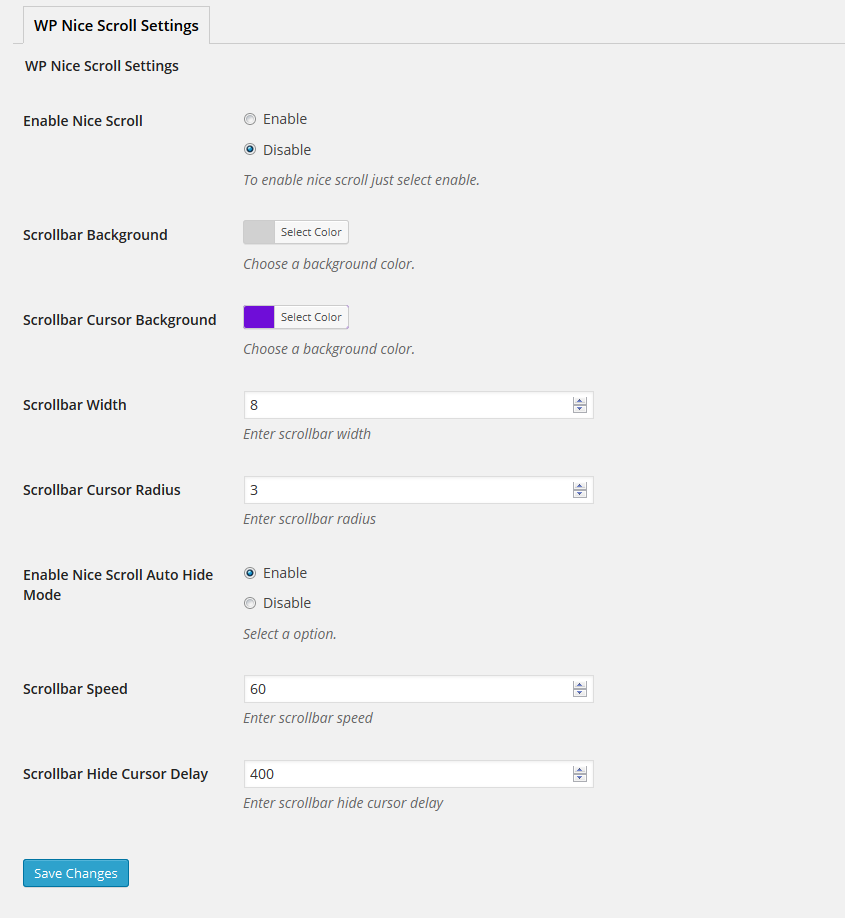 WP Nice Scroll Settings
WP Nice Scroll Settings
Enable Nice Scroll
Enable
Disable
To enable nice scroll just select enable.
Scrollbar Background
Select Color
Choose a background color.
Scrollbar Cursor Background
Select Color
Choose a background color.
Scrollbar Width
8
Enter scrollbar width
Scrollbar Cursor Radius
3
Enter scrollbar radius
Enable Nice Scroll Auto Hide
Mode
Enable
Disable
Select a option.
Scrollbar Speed
60
Enter scrollbar speed
Scrollbar Hide Cursor Delay
400
Enter scrollbar hide cursor delay
Save Changes